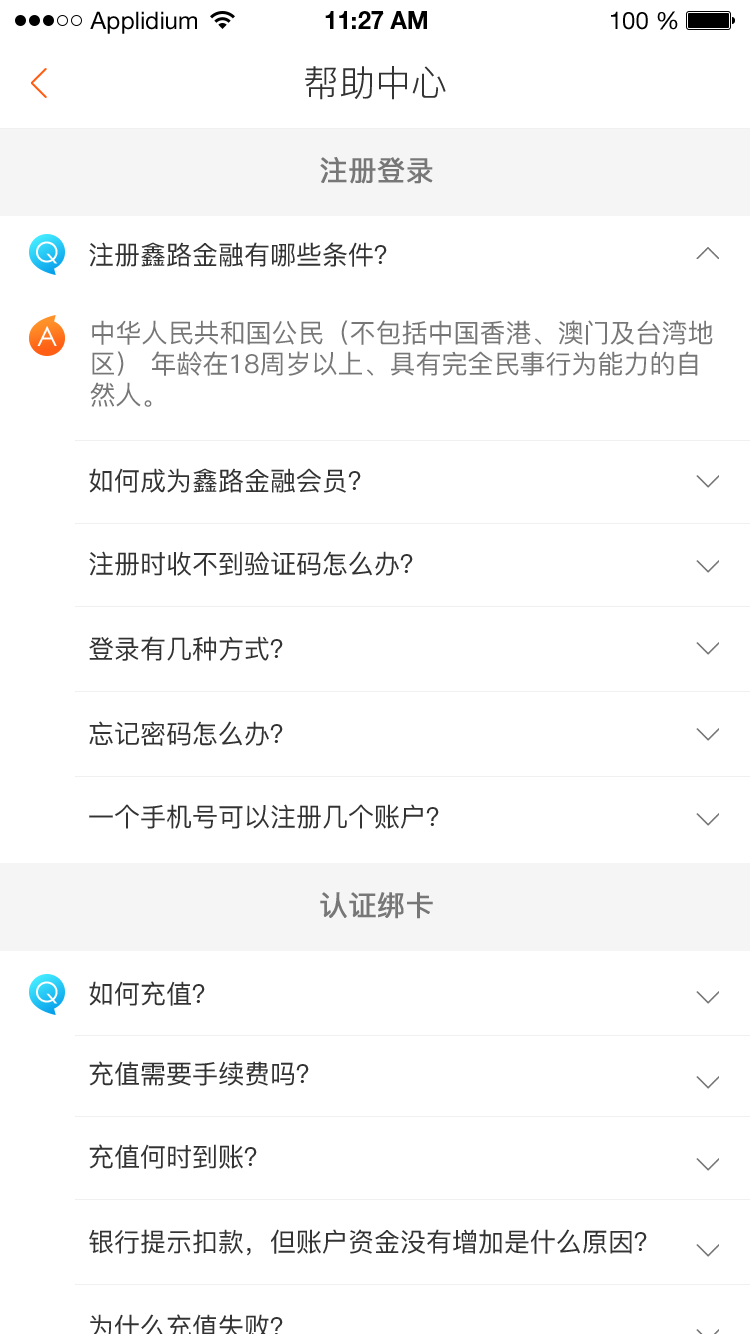 Applidium 11:27 AM 100 %
帮助中心
注册登录
Q 注册鑫路金融有哪些条件?
A 中华人民共和国公民（不包括中国香港、澳门及台湾地
区） 年龄在18周岁以上、具有完全民事行为能力的自
然人。
如何成为鑫路金融会员?
注册时收不到验证码怎么办?
登录有几种方式?
忘记密码怎么办?
一个手机号可以注册几个账户?
认证绑卡
Q 如何充值?
充值需要手续费吗?
充值何时到账?
银行提示扣款，但账户资金没有增加是什么原因?
为什么充值失败?